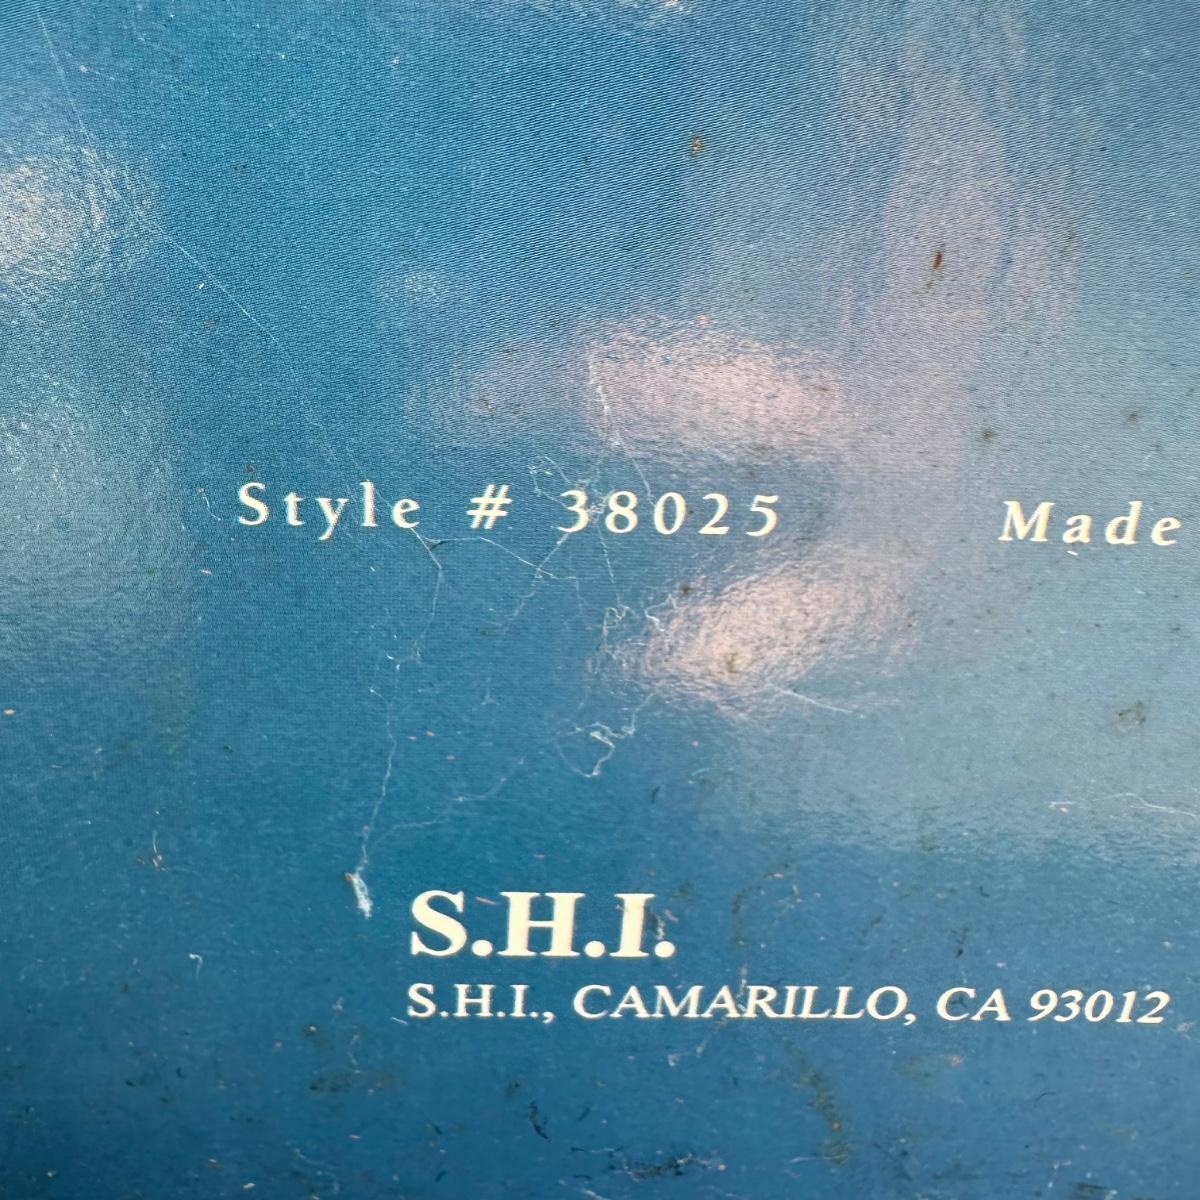 Style # 38025 Made
S.H.I.
S.H.I., CAMARILLO, CA 93012